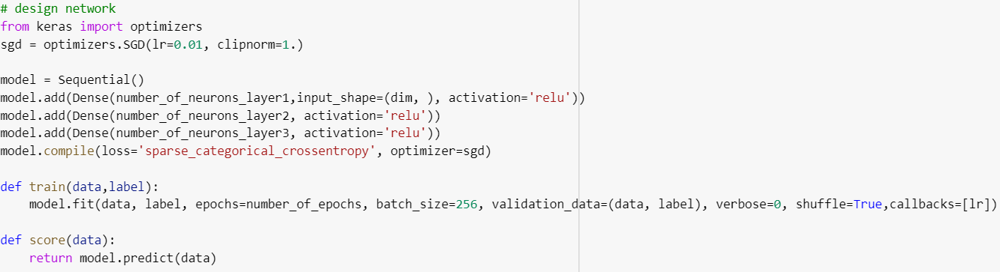 # design network
from keras import optimizers
sgd = optimizers.SGD(lr=0.01, clipnorm=1.)
model = Sequential()
model.add(Dense(number_of_neurons_layer1,input_shape=(dim, ), activation='relu'))
model.add(Dense(number_of_neurons_layer2, activation='relu'))
model.add(Dense(number_of_neurons_layer3, activation='relu'))
model.compile(loss='sparse_categorical_crossentropy', optimizer=sgd)
def train(data,label):
    model.fit(data, label, epochs=number_of_epochs, batch_size=256, validation_data=(data, label), verbose=0, shuffle=True,callbacks=[lr])
def score(data):
    return model.predict(data)